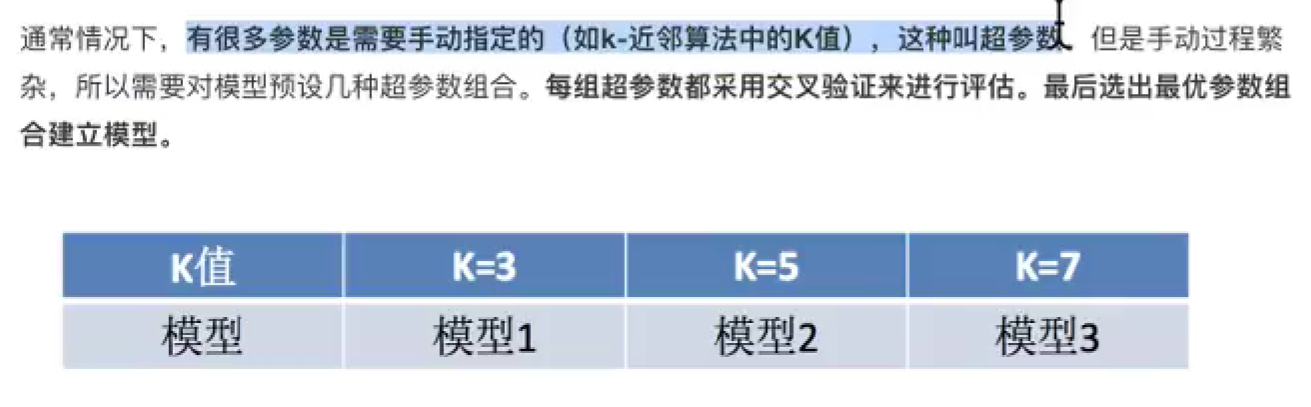 通常情况下，有很多参数是需要手动指定的（如k-近邻算法中的K值），这种叫超参数。但是手动过程繁
杂，所以需要对模型预设几种超参数组合。每组超参数都采用交叉验证来进行评估。最后选出最优参数组
合建立模型。
K值 K=3 K=5 K=7
模型 模型1 模型2 模型3